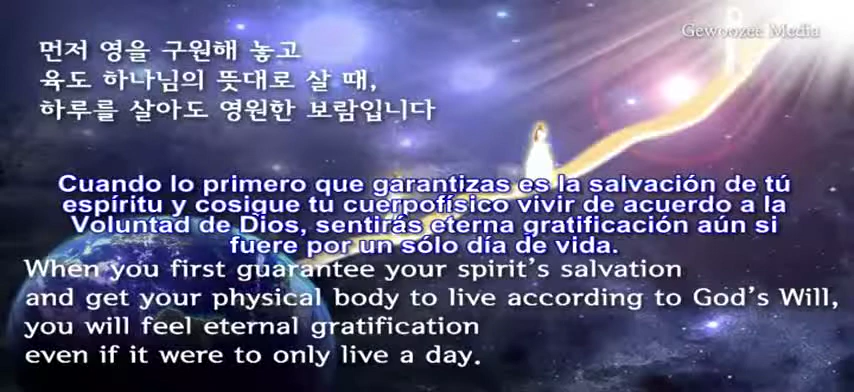 Gewoozee Media
먼저 영을 구원해 놓고
육도 하나님의 뜻대로 살 때,
하루를 살아도 영원한 보람입니다
Cuando lo primero que garantizas es la salvación de tú
espíritu y cosigue tu cuerpofísico vivir de acuerdo a la
Voluntad de Dios, sentirás eterna gratificación aún si
fuere por un sólo día de vida.
When you first guarantee your spirit's salvation
and get your physical body to live according to God's Will,
you will feel eternal gratification
even if it were to only live a day.